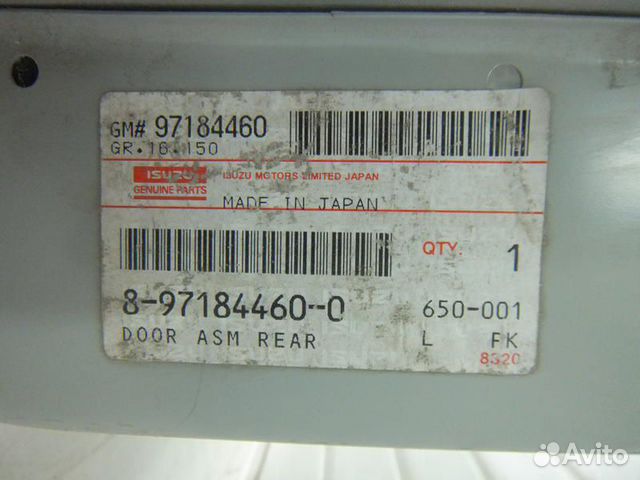 GM# 97184460
GR.16.150
ISUZU
GENUINE PARTS
ISUZU MOTORS LIMITED JAPAN
MADE IN JAPAN
QTY. 1
8-97184460-0
650-001
DOOR ASM REAR
L FK
8320
Avito